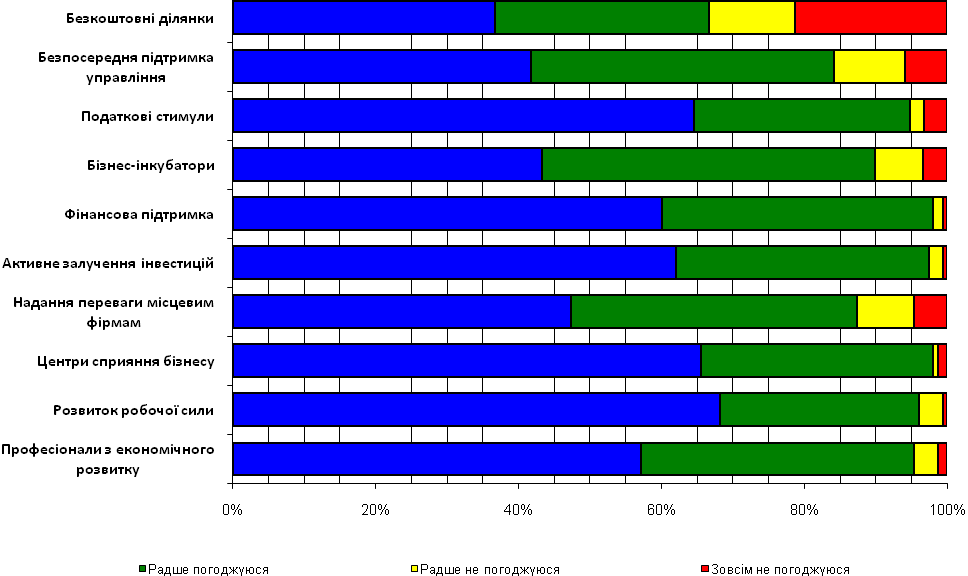 Безкоштовні ділянки
Безпосередня підтримка
управління
Податкові стимули
Бізнес-інкубатори
Фінансова підтримка
Активне залучення інвестицій
Надання переваги місцевим
фірмам
Центри сприяння бізнесу
Розвиток робочої сили
Професіонали з економічного
розвитку
0% 20% 40% 60% 80% 100%
Радше погоджуюся Радше не погоджуюся Зовсім не погоджуюся